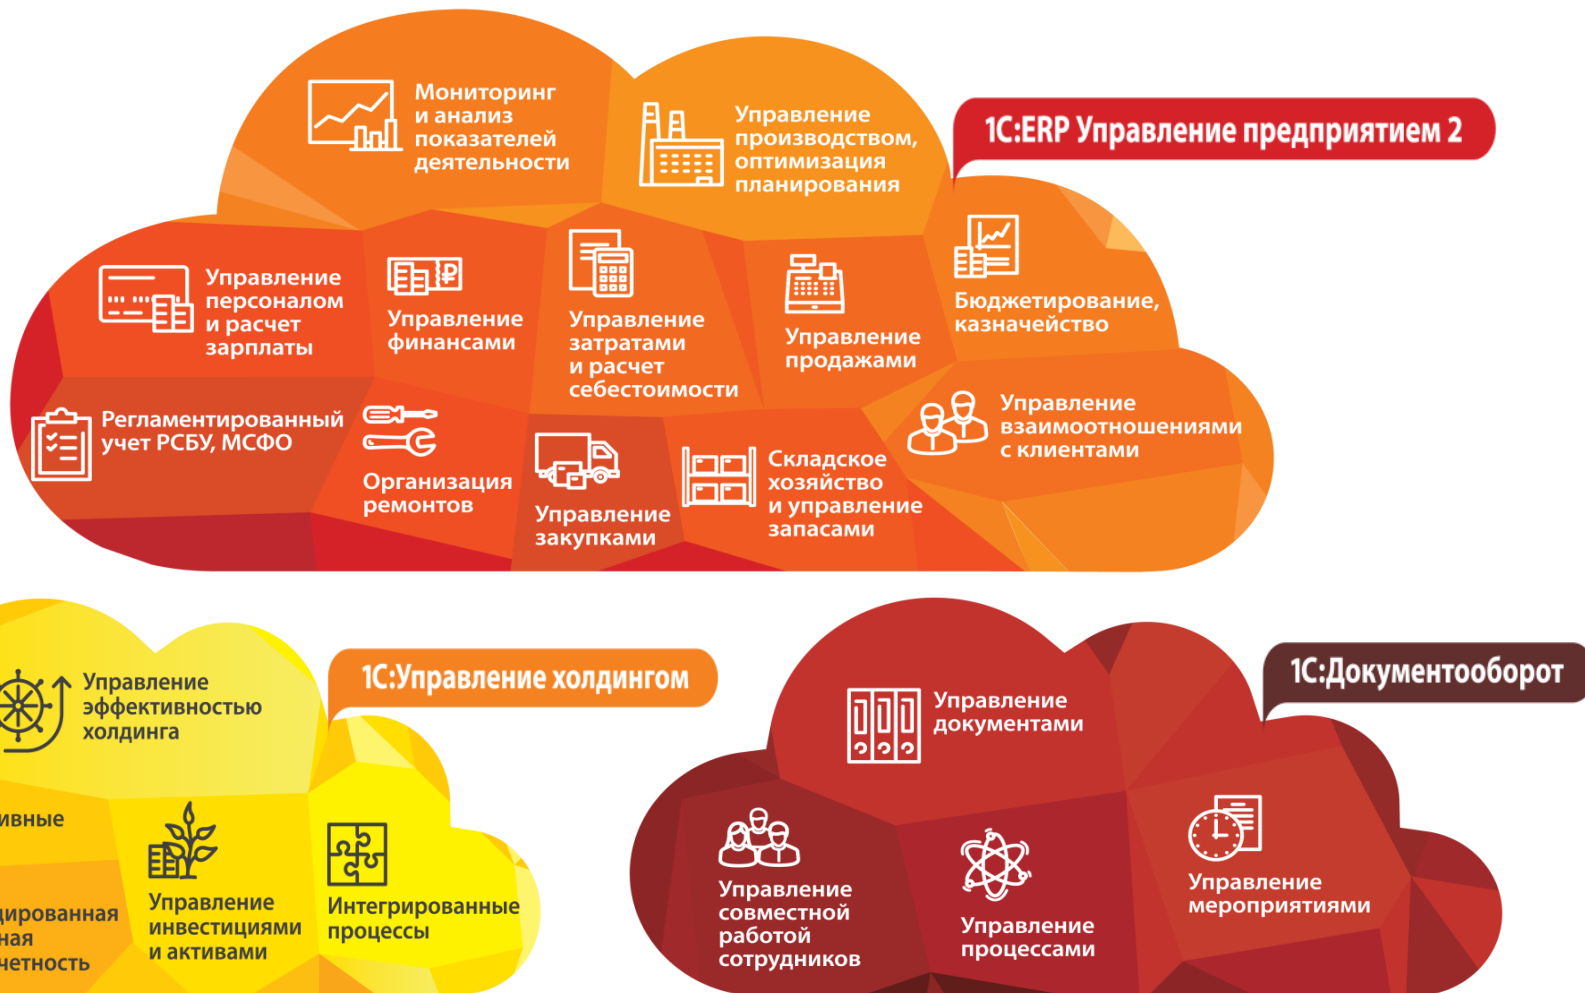 Мониторинг
и анализ
показателей
деятельности
Управление
производством,
оптимизация
планирования
1С:ERP Управление предприятием 2
Управление
персоналом
и расчет
зарплаты
Управление
финансами
Управление
затратами
и расчет
себестоимости
Управление
продажами
Бюджетирование,
казначейство
Регламентированный
учет РСБУ, МСФО
Организация
ремонтов
Управление
закупками
Складское
хозяйство
и управление
запасами
Управление
взаимоотношениями
с клиентами
1С:Управление холдингом
Управление
эффективностью
холдинга
Управление
инвестициями
и активами
Интегрированные
процессы
1С:Документооборот
Управление
документами
Управление
совместной
работой
сотрудников
Управление
процессами
Управление
мероприятиями